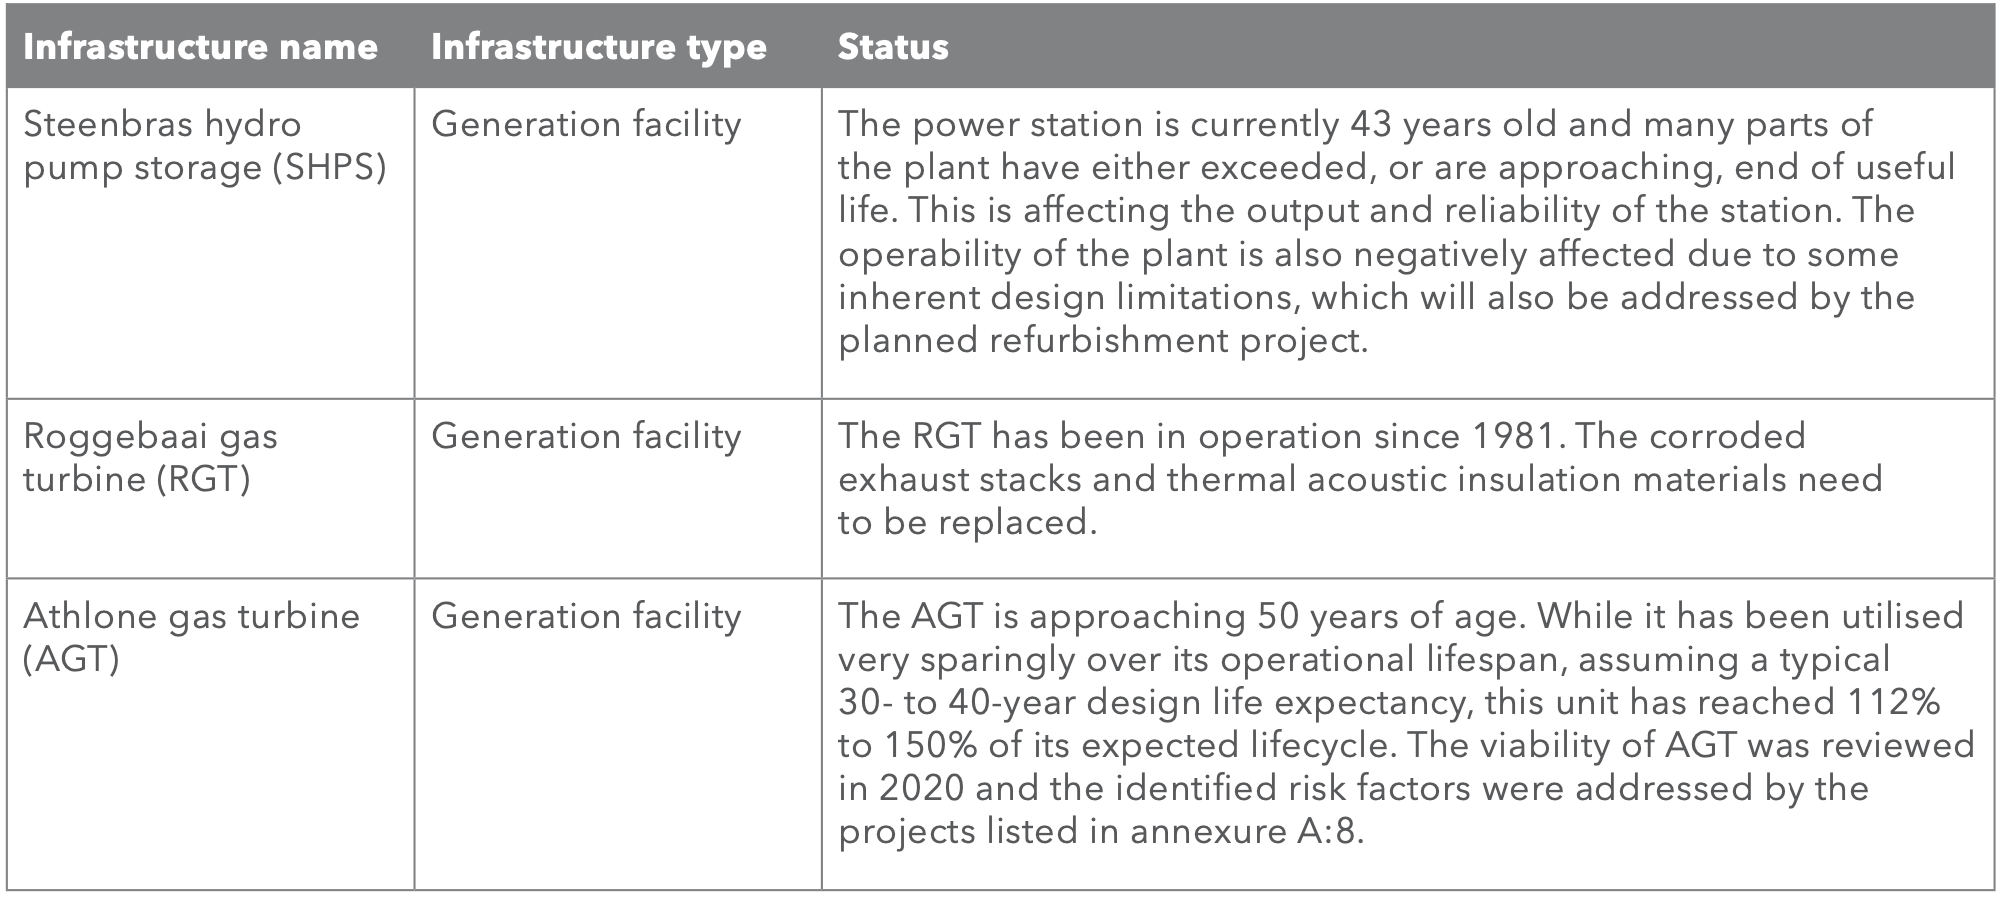 Infrastructure name
Infrastructure type
Status
Steenbras hydro
pump storage (SHPS)
Generation facility
The power station is currently 43 years old and many parts of
the plant have either exceeded, or are approaching, end of useful
life. This is affecting the output and reliability of the station. The
operability of the plant is also negatively affected due to some
inherent design limitations, which will also be addressed by the
planned refurbishment project.
Roggebaai gas
turbine (RGT)
Generation facility
The RGT has been in operation since 1981. The corroded
exhaust stacks and thermal acoustic insulation materials need
to be replaced.
Athlone gas turbine
(AGT)
Generation facility
The AGT is approaching 50 years of age. While it has been utilised
very sparingly over its operational lifespan, assuming a typical
30- to 40-year design life expectancy, this unit has reached 112%
to 150% of its expected lifecycle. The viability of AGT was reviewed
in 2020 and the identified risk factors were addressed by the
projects listed in annexure A:8.